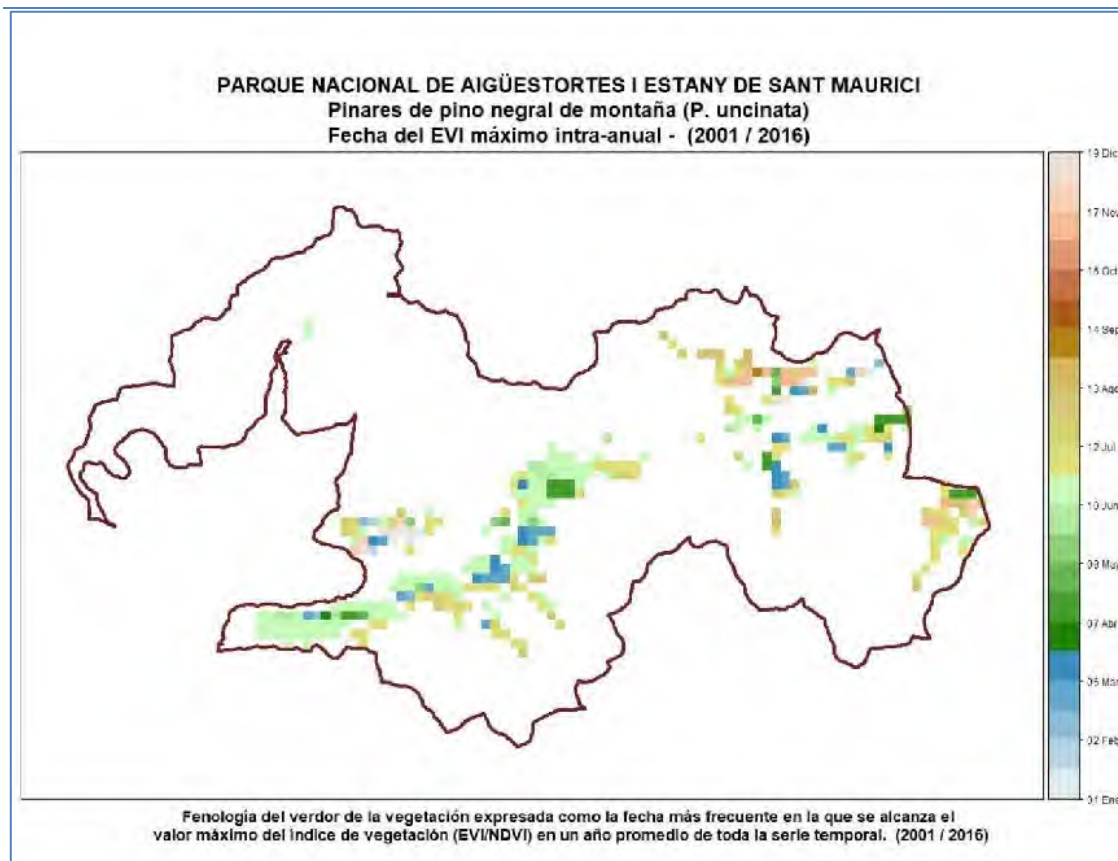 PARQUE NACIONAL DE AIGÜESTORTES I ESTANY DE SANT MAURICI
Pinares de pino negral de montaña (P. uncinata)
Fecha del EVI máximo intra-anual - (2001 / 2016)
19 Dic
17 Nov
16 Oct
14 Sep
13 Ago
12 Jul
10 Jun
09 May
07 Abr
06 Mar
02 Feb
01 Ene
Fenología del verdor de la vegetación expresada como la fecha más frecuente en la que se alcanza el
valor máximo del índice de vegetación (EVI/NDVI) en un año promedio de toda la serie temporal. (2001 / 2016)